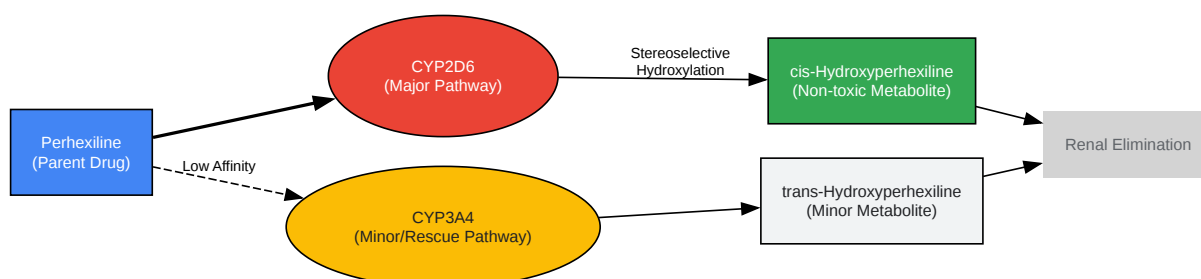 Perhexiline
(Parent Drug)
Low Affinity
CYP2D6
(Major Pathway)
CYP3A4
(Minor/Rescue Pathway)
Stereoselective
Hydroxylation
cis-Hydroxyperhexiline
(Non-toxic Metabolite)
trans-Hydroxyperhexiline
(Minor Metabolite)
Renal Elimination